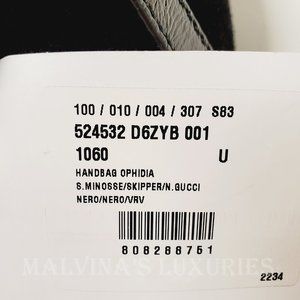 100 / 010 / 004 / 307 S83
524532 D6ZYB 001
1060 U
HANDBAG OPHIDIA
S.MINOSSE/SKIPPER/N.GUCCI
NERO/NERO/VRV
808288751
MALVINA'S LUXURIES
2234